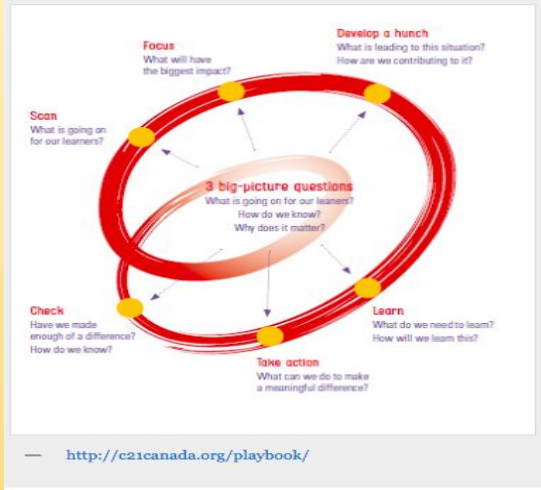 Develop a hunch
What is leading to this situation?
How are we contributing to it?
Focus
What will have
the biggest impact?
Scan
What is going on
for our learners?
3 big-picture questions
What is going on for our leaners?
How do we know?
Why does it matter?
Check
Have we made
enough of a difference?
How do we know?
Learn
What do we need to learn?
How will we learn this?
Take action
What can we do to make
a meaningful difference?
— http://c21canada.org/playbook/